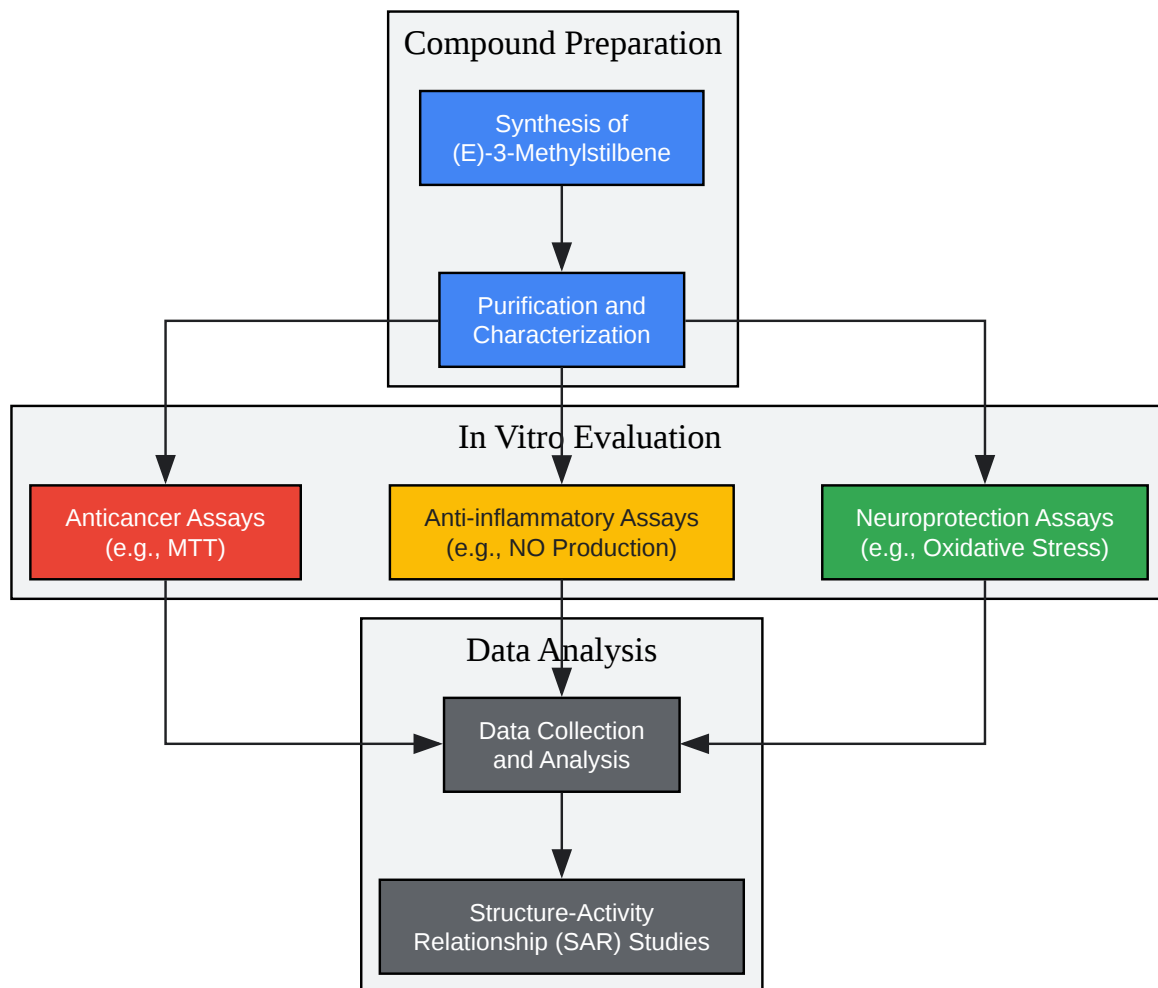 Compound Preparation
Synthesis of
(E)-3-Methylstilbene
Purification and
Characterization
In Vitro Evaluation
Anticancer Assays
(e.g., MTT)
Anti-inflammatory Assays
(e.g., NO Production)
Neuroprotection Assays
(e.g., Oxidative Stress)
Data Analysis
Data Collection
and Analysis
Structure-Activity
Relationship (SAR) Studies